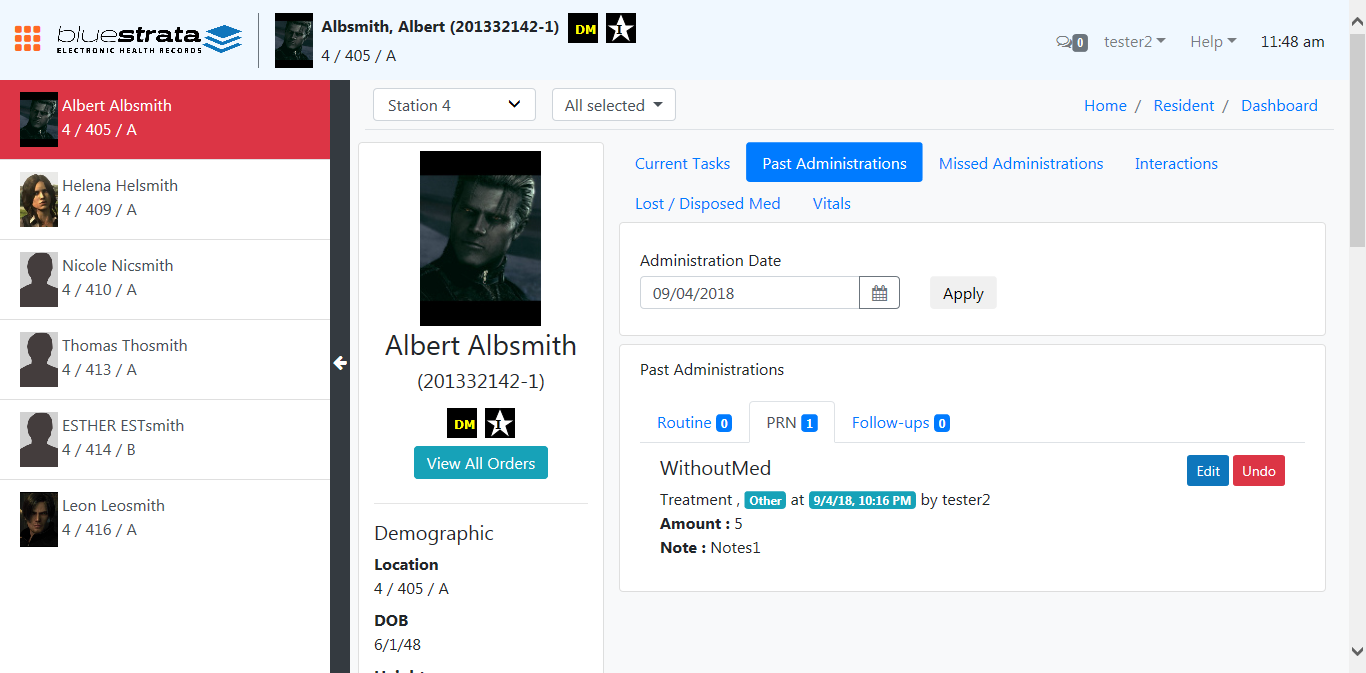 bluestrata
ELECTRONIC HEALTH RECORDS
Albsmith, Albert (201332142-1) DM 1
4 / 405 / A
0 tester2 Help 11:48 am
Albert Albsmith
4 / 405 / A
Helena Helsmith
4 / 409 / A
Nicole Nicsmith
4 / 410 / A
Thomas Thosmith
4 / 413 / A
ESTHER ESTsmith
4 / 414 / B
Leon Leosmith
4 / 416 / A
Station 4 All selected
Home / Resident / Dashboard
Albert Albsmith
(201332142-1)
DM 1
View All Orders
Demographic
Location
4 / 405 / A
DOB
6/1/48
Height
Current Tasks Past Administrations Missed Administrations Interactions
Lost / Disposed Med Vitals
Administration Date
09/04/2018 Apply
Past Administrations
Routine 0 PRN 1 Follow-ups 0
WithoutMed Edit Undo
Treatment , Other at 9/4/18, 10:16 PM by tester2
Amount : 5
Note : Notes1